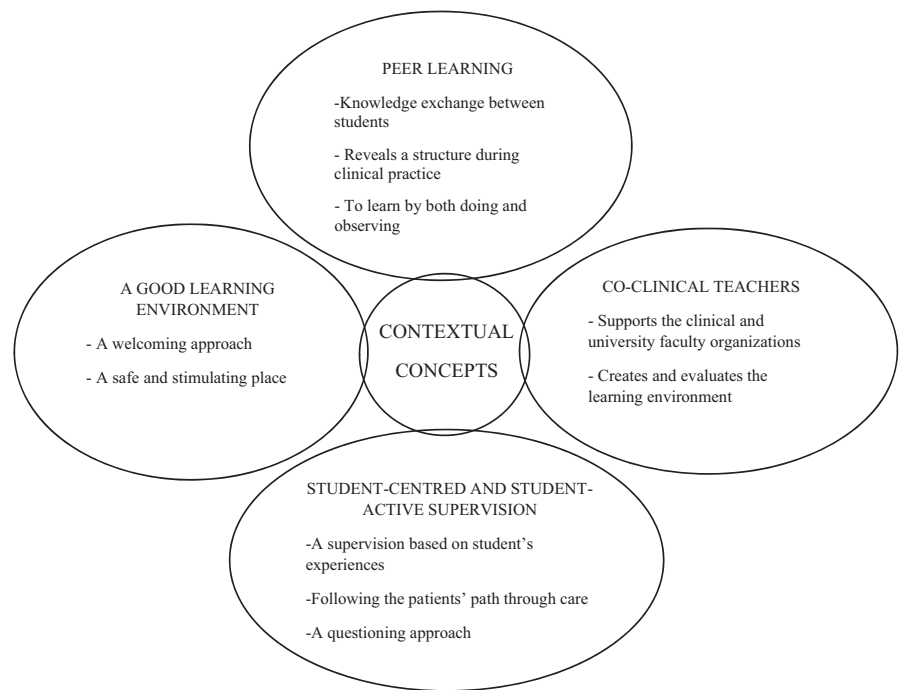 PEER LEARNING
-Knowledge exchange between
students
- Reveals a structure during
clinical practice
- To learn by both doing and
observing
A GOOD LEARNING
ENVIRONMENT
- A welcoming approach
- A safe and stimulating place
CONTEXTUAL
CONCEPTS
CO-CLINICAL TEACHERS
- Supports the clinical and
university faculty organizations
- Creates and evaluates the
learning environment
STUDENT-CENTRED AND STUDENT-
ACTIVE SUPERVISION
-A supervision based on student’s
experiences
-Following the patients’ path through care
-A questioning approach